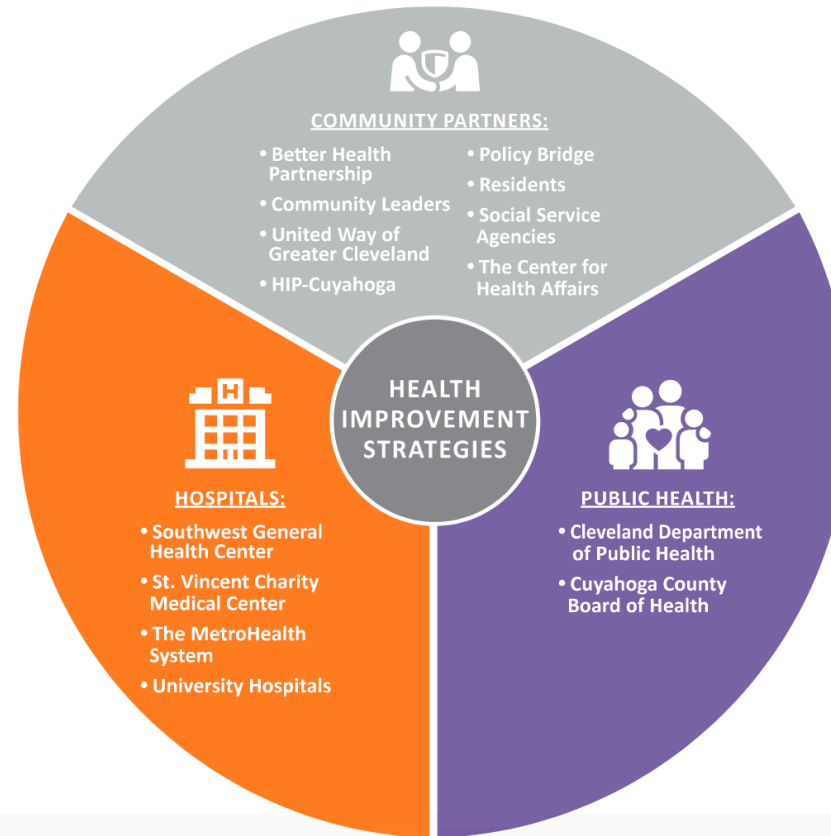 COMMUNITY PARTNERS:
• Better Health
Partnership
• Community Leaders
• United Way of
Greater Cleveland
• HIP-Cuyahoga
• Policy Bridge
• Residents
• Social Service
Agencies
• The Center for
Health Affairs
HEALTH
IMPROVEMENT
STRATEGIES
H
HOSPITALS:
• Southwest General
Health Center
• St. Vincent Charity
Medical Center
• The MetroHealth
System
• University Hospitals
PUBLIC HEALTH:
• Cleveland Department
of Public Health
• Cuyahoga County
Board of Health